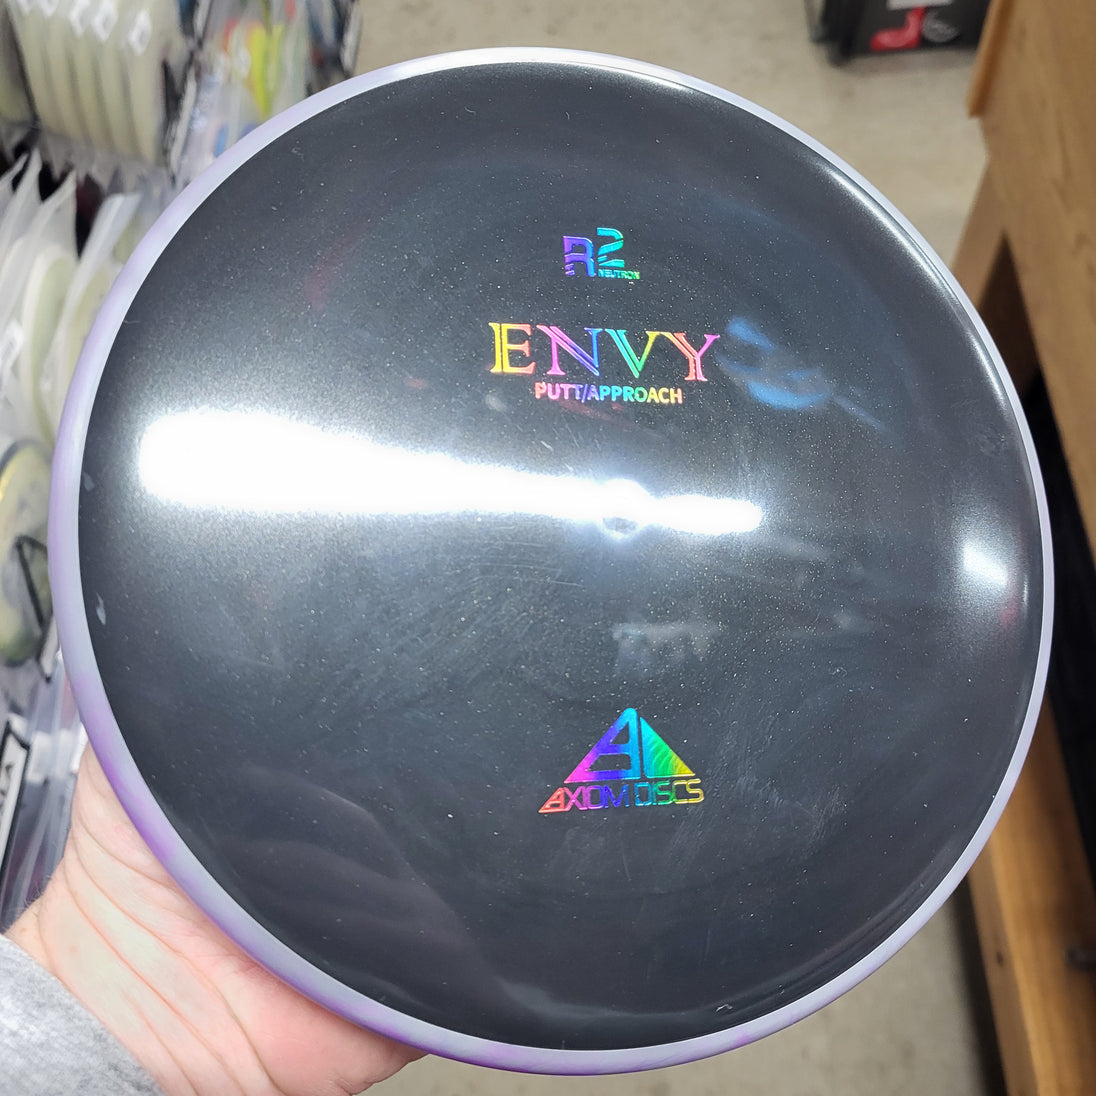 R2
NEUTRON
ENVY
PUTT/APPROACH
AXIOM DISCS